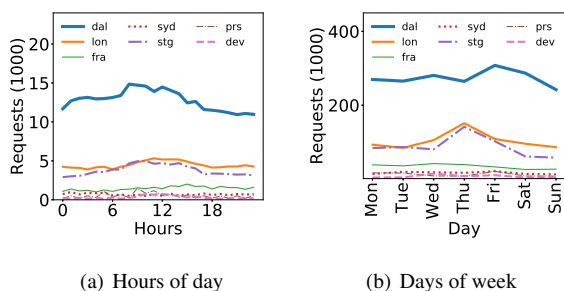 dal
syd
prs
lon
stg
dev
fra
Requests (1000)
20
15
10
5
0
0
6
12
18
Hours
(a) Hours of day
dal
syd
prs
lon
stg
dev
fra
Requests (1000)
400
200
Mon
Tue
Wed
Thu
Fri
Sat
Sun
Day
(b) Days of week